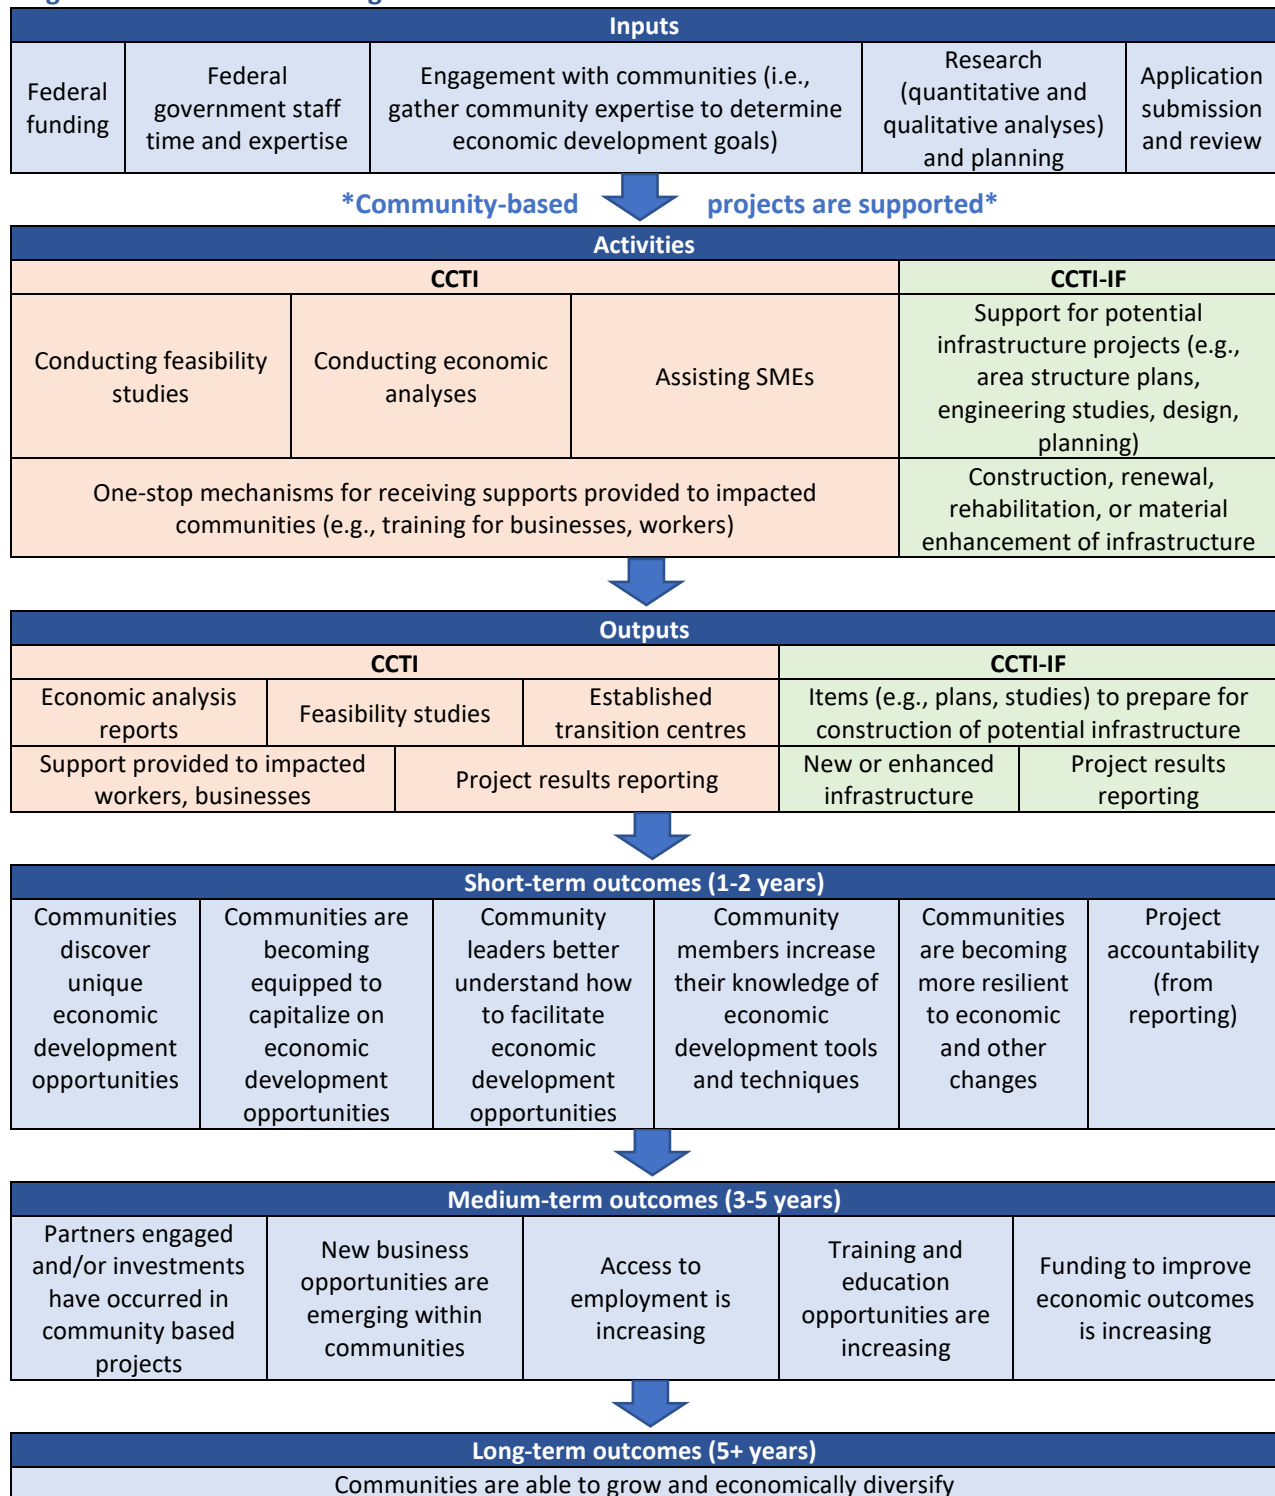 Inputs
Federal
funding
Federal
government staff
time and expertise
Engagement with communities (i.e.,
gather community expertise to determine
economic development goals)
Research
(quantitative and
qualitative analyses)
and planning
Application
submission
and review
*Community-based projects are supported*
Activities
CCTI
CCTI-IF
Conducting feasibility
studies
Conducting economic
analyses
Assisting SMEs
Support for potential
infrastructure projects (e.g.,
area structure plans,
engineering studies, design,
planning)
One-stop mechanisms for receiving supports provided to impacted
communities (e.g., training for businesses, workers)
Construction, renewal,
rehabilitation, or material
enhancement of infrastructure
Outputs
CCTI
CCTI-IF
Economic analysis
reports
Feasibility studies
Established
transition centres
Items (e.g., plans, studies) to prepare for
construction of potential infrastructure
Support provided to impacted
workers, businesses
Project results reporting
New or enhanced
infrastructure
Project results
reporting
Short-term outcomes (1-2 years)
Communities
discover
unique
economic
development
opportunities
Communities are
becoming
equipped to
capitalize on
economic
development
opportunities
Community
leaders better
understand how
to facilitate
economic
development
opportunities
Community
members increase
their knowledge of
economic
development tools
and techniques
Communities
are becoming
more resilient
to economic
and other
changes
Project
accountability
(from
reporting)
Medium-term outcomes (3-5 years)
Partners engaged
and/or investments
have occurred in
community based
projects
New business
opportunities are
emerging within
communities
Access to
employment is
increasing
Training and
education
opportunities are
increasing
Funding to improve
economic outcomes
is increasing
Long-term outcomes (5+ years)
Communities are able to grow and economically diversify